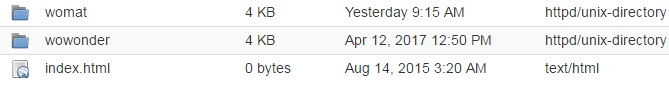 womat 4 KB Yesterday 9:15 AM httpd/unix-directory
wowonder 4 KB Apr 12, 2017 12:50 PM httpd/unix-directory
index.html 0 bytes Aug 14, 2015 3:20 AM text/html